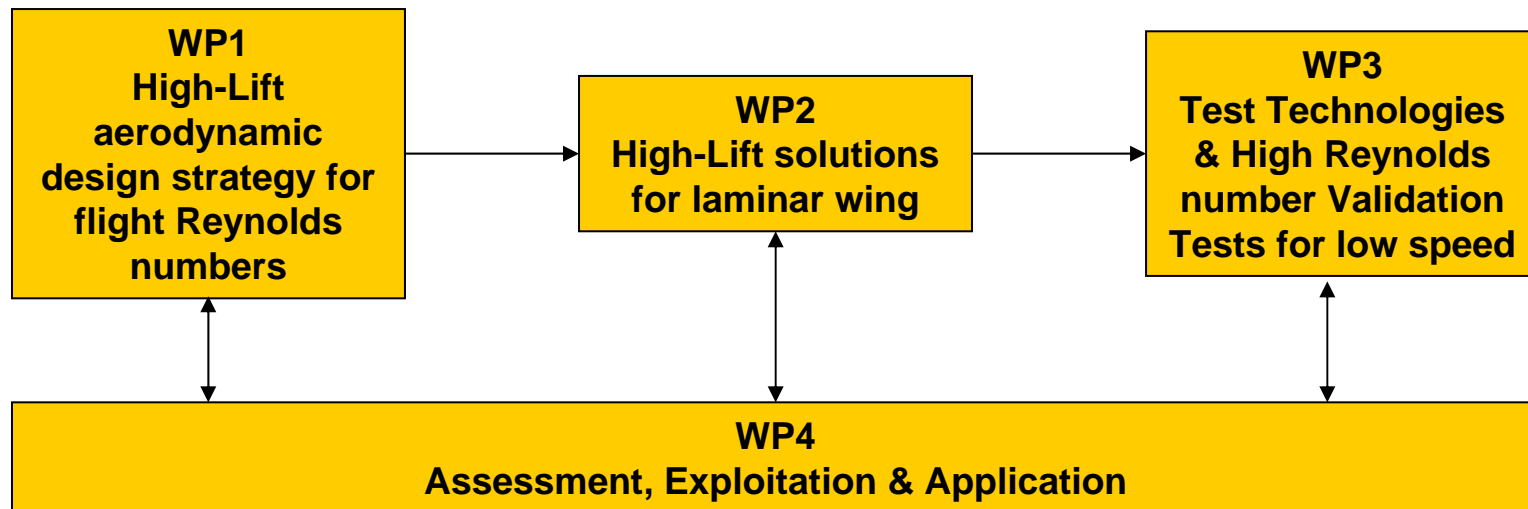 WP1
High-Lift
aerodynamic
design strategy for
flight Reynolds
numbers
WP2
High-Lift solutions
for laminar wing
WP3
Test Technologies
& High Reynolds
number Validation
Tests for low speed
WP4
Assessment, Exploitation & Application